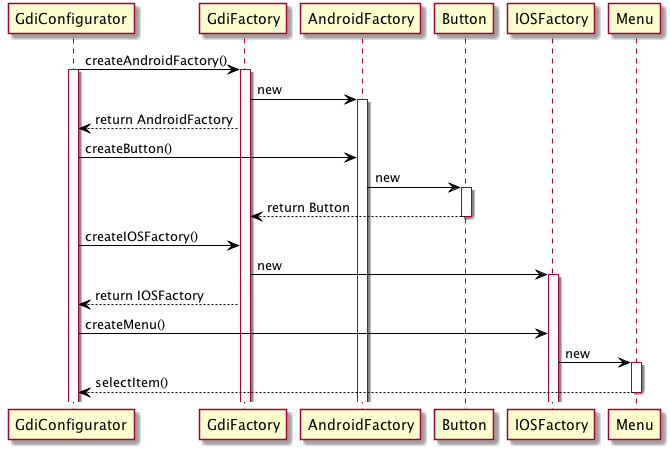 GdiConfigurator GdiFactory AndroidFactory Button IOSFactory Menu
createAndroidFactory()
new
return AndroidFactory
createButton()
new
return Button
createIOSFactory()
new
return IOSFactory
createMenu()
new
selectItem()
GdiConfigurator GdiFactory AndroidFactory Button IOSFactory Menu